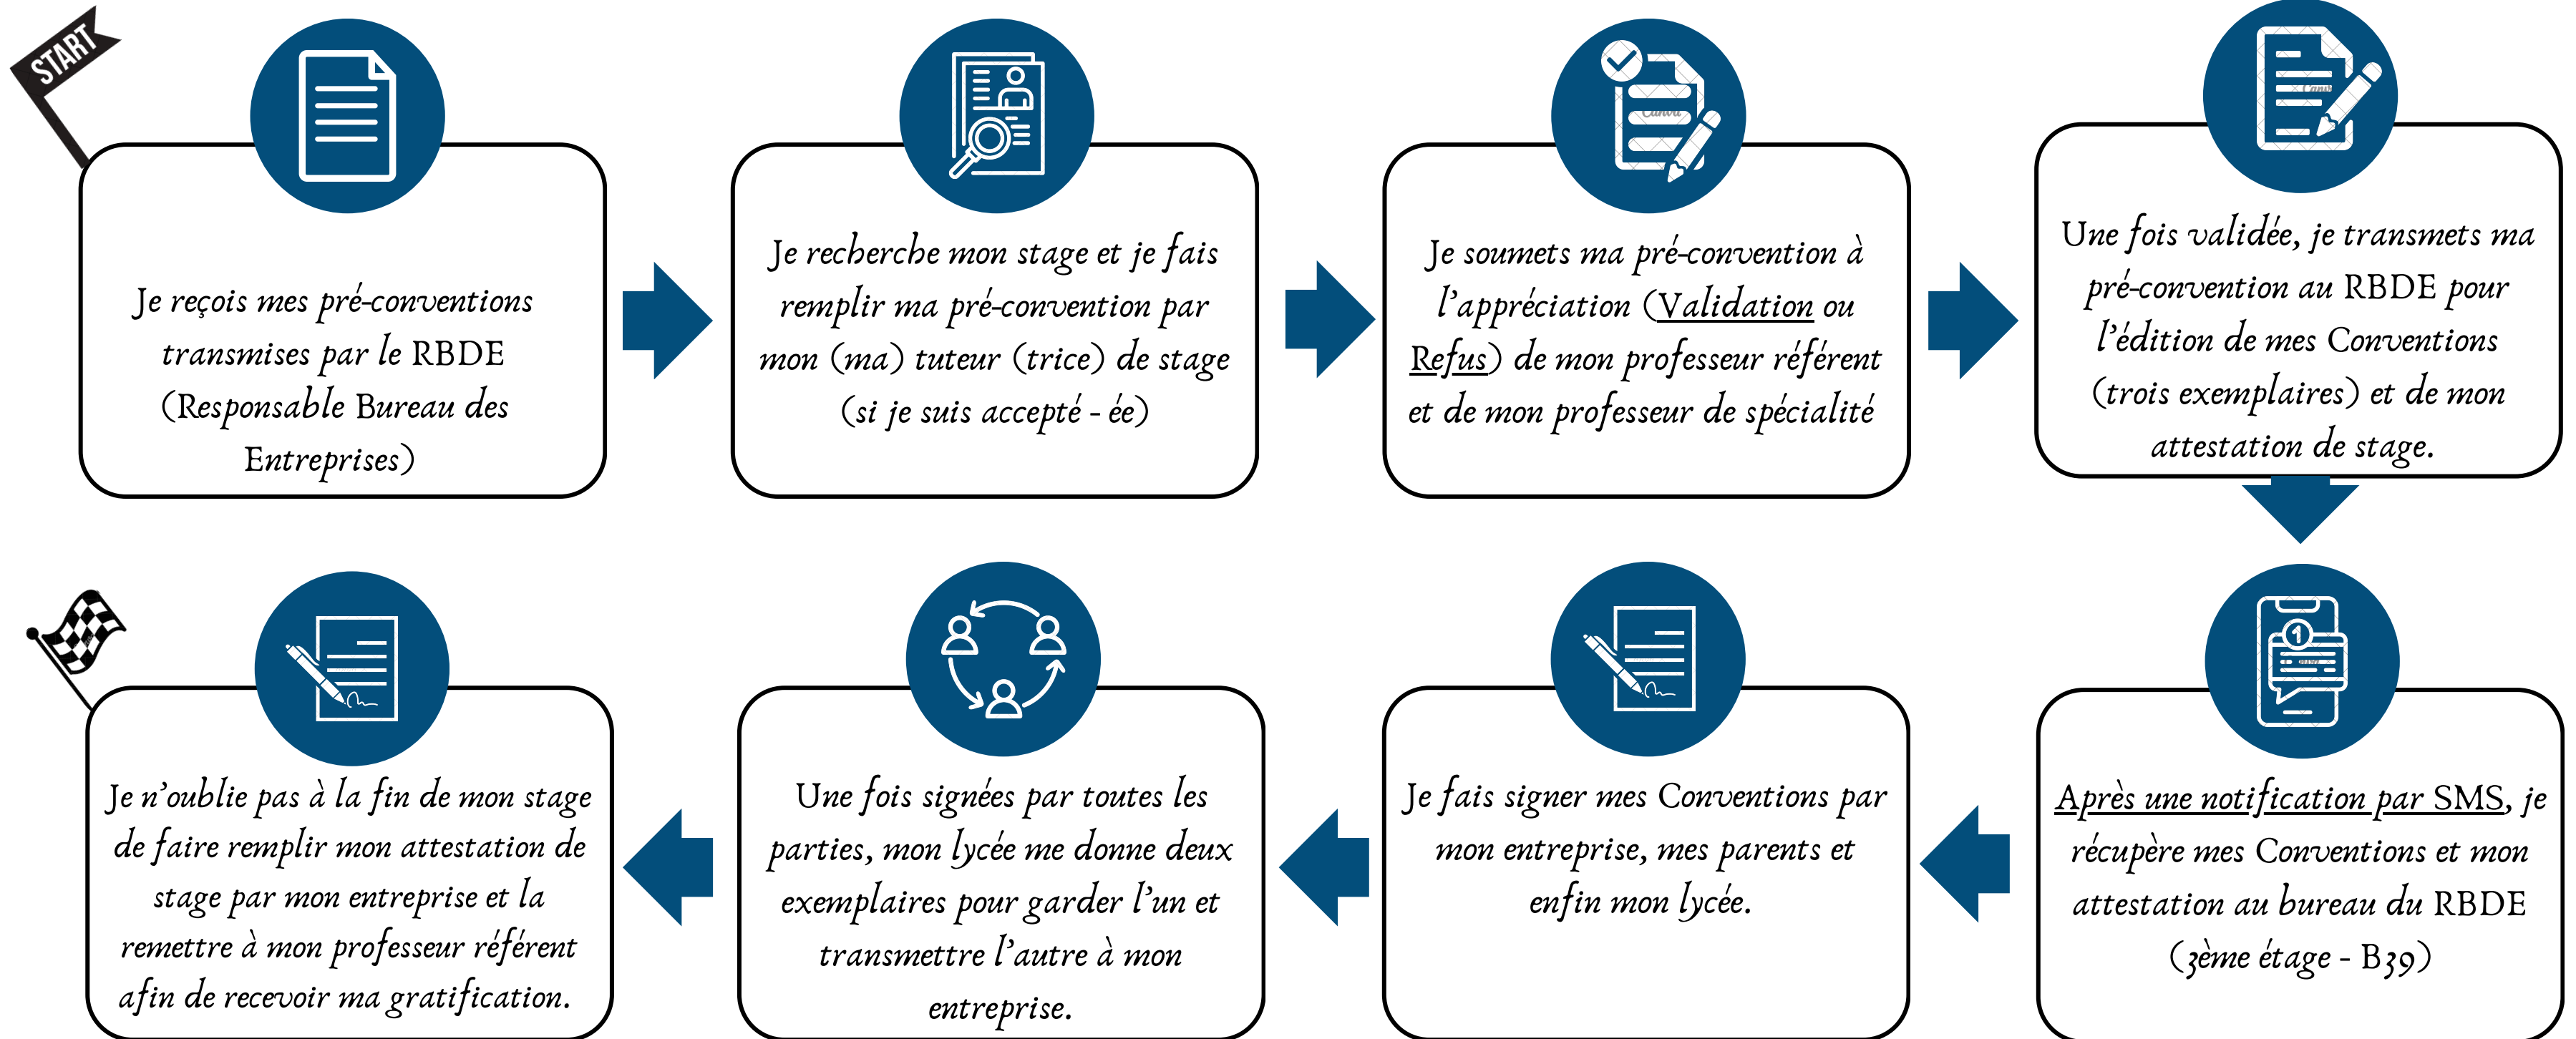 START
Je reçois mes pré-conventions
transmises par le RBDE
(Responsable Bureau des
Entreprises)
Je recherche mon stage et je fais
remplir ma pré-convention par
mon (ma) tuteur (trice) de stage
(si je suis accepté - ée)
Je soumets ma pré-convention à
l'appréciation (Validation ou
Refus) de mon professeur référent
et de mon professeur de spécialité
Une fois validée, je transmets ma
pré-convention au RBDE pour
l'édition de mes Conventions
(trois exemplaires) et de mon
attestation de stage.
1
Après une notification par SMS, je
récupère mes Conventions et mon
attestation au bureau du RBDE
(3ème étage - B39)
Je fais signer mes Conventions par
mon entreprise, mes parents et
enfin mon lycée.
Une fois signées par toutes les
parties, mon lycée me donne deux
exemplaires pour garder l'un et
transmettre l'autre à mon
entreprise.
Je n'oublie pas à la fin de mon stage
de faire remplir mon attestation de
stage par mon entreprise et la
remettre à mon professeur référent
afin de recevoir ma gratification.